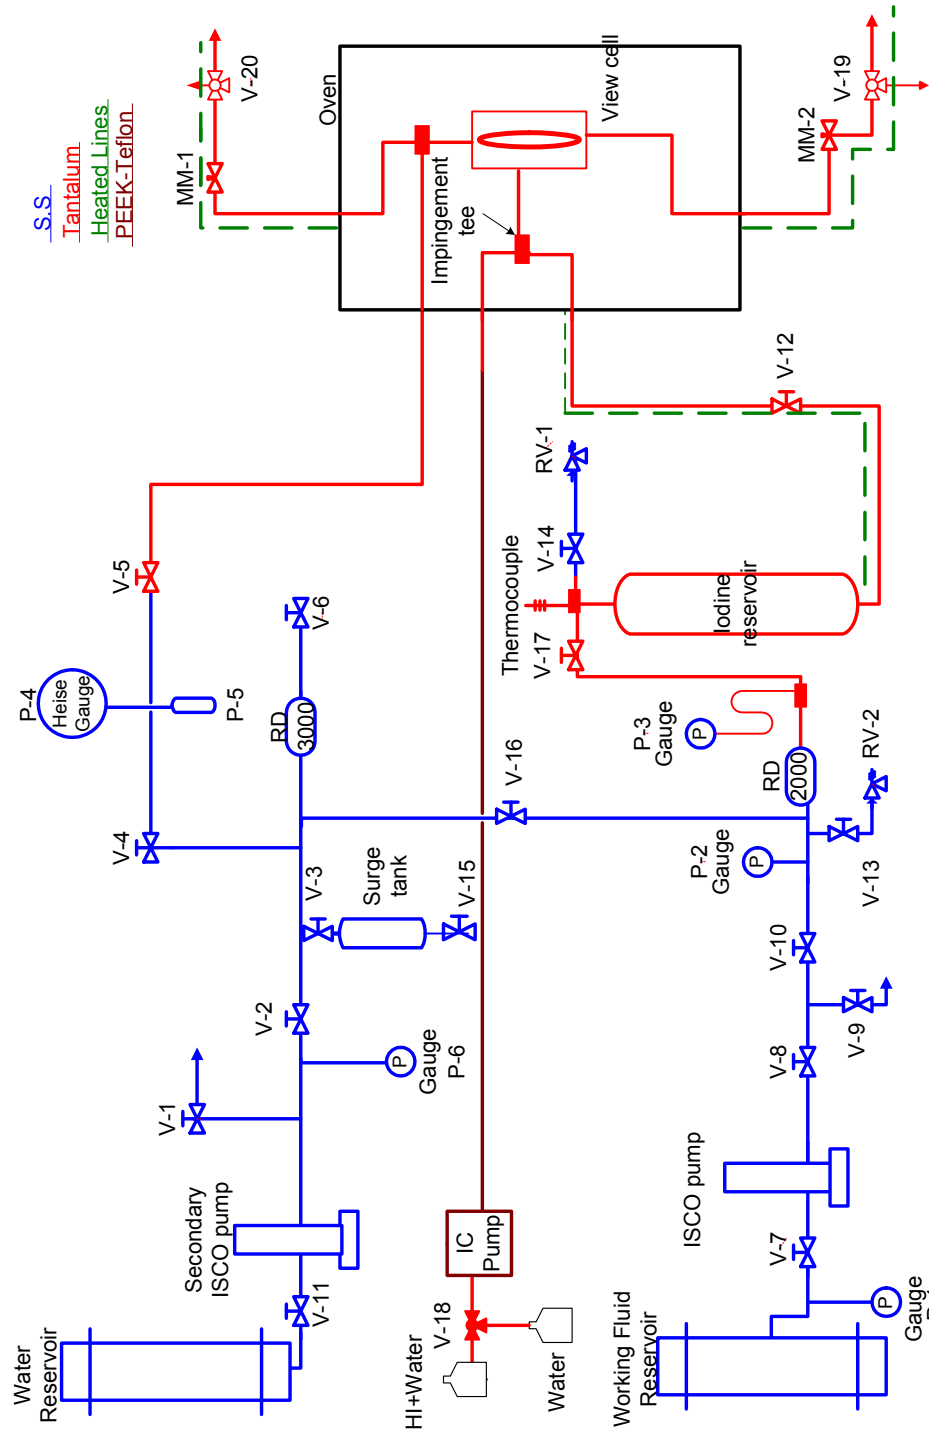 S.S
Tantalum
Heated Lines
PEEK-Teflon
MM-1
V-20
Oven
View cell
Impingement
tee
MM-2
V-19
V-12
RV-1
V-14
Thermocouple
V-17
Iodine
reservoir
P-3
Gauge
P
RD
2000
RV-2
V-13
P-2
Gauge
P
V-10
V-9
V-8
ISCO pump
V-7
P
Gauge
Working Fluid
Reservoir
V-5
V-6
P-4
Heise
Gauge
P-5
RD
3000
V-16
V-4
V-3
Surge
tank
V-15
V-2
P
Gauge
P-6
V-1
Secondary
ISCO pump
V-11
Water
Reservoir
IC
Pump
V-18
HI+Water
Water